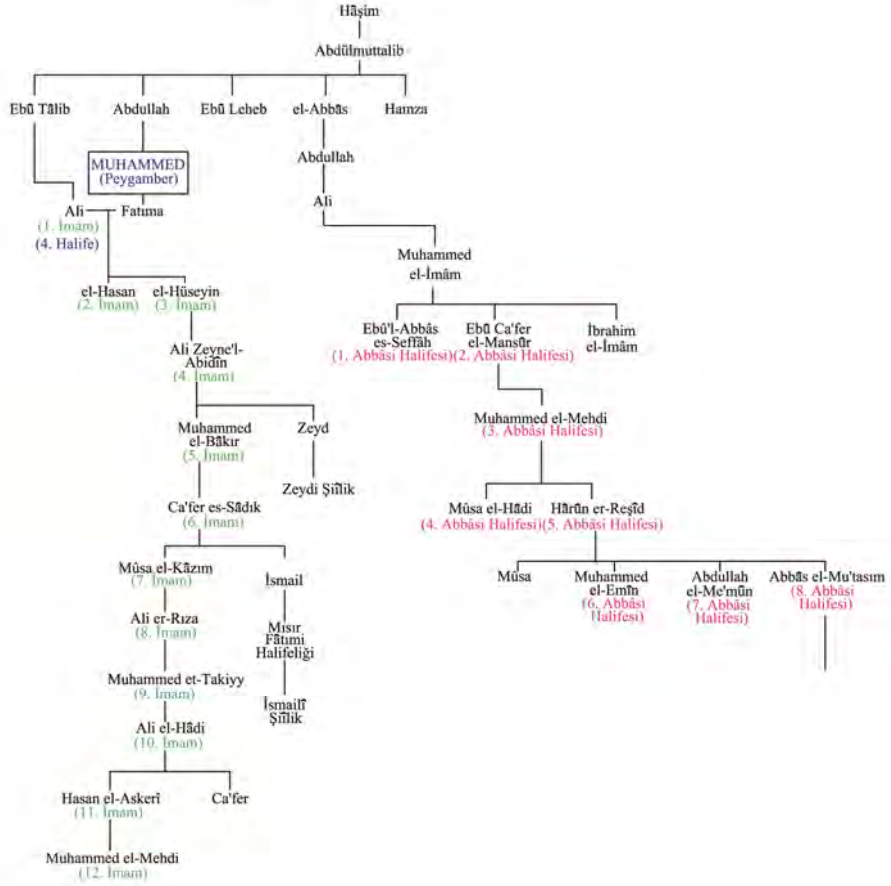 Hâşim
Abdülmuttalib
Ebû Tâlib Abdullah Ebû Leheb el-Abbâs Hamza
MUHAMMED
(Peygamber)
Abdullah
Ali
Ali Fatıma
(1. İmam)
(4. Halife)
Muhammed
el-İmâm
el-Hasan el-Hüseyin
(2. İmam) (3. İmam)
Ebû'l-Abbâs Ebû Ca'fer İbrahim
es-Seffâh el-Mansûr el-İmâm
(1. Abbâsi Halifesi)(2. Abbâsi Halifesi)
Ali Zeyne'l-
Abidîn
(4. İmam)
Muhammed el-Mehdi
(3. Abbâsi Halifesi)
Muhammed Zeyd
el-Bâkır
(5. İmam)
Zeydi Şiîlik
Ca'fer es-Sâdık
(6. İmam)
Mûsa el-Hâdi Hârûn er-Reşîd
(4. Abbâsi Halifesi)(5. Abbâsi Halifesi)
Mûsa el-Kâzım İsmail
(7. İmam)
Mûsa Muhammed Abdullah Abbâs el-Mu'tasım
el-Emîn el-Me'mûn (8. Abbâsi
(6. Abbâsi (7. Abbâsi Halifesi)
Halifesi) Halifesi)
Ali er-Rıza
(8. İmam)
Mısır
Fâtımi
Halifeliği
Muhammed et-Takiyy
(9. İmam)
İsmailî
Şiîlik
Ali el-Hâdi
(10. İmam)
Hasan el-Askerî Ca'fer
(11. İmam)
Muhammed el-Mehdi
(12. İmam)